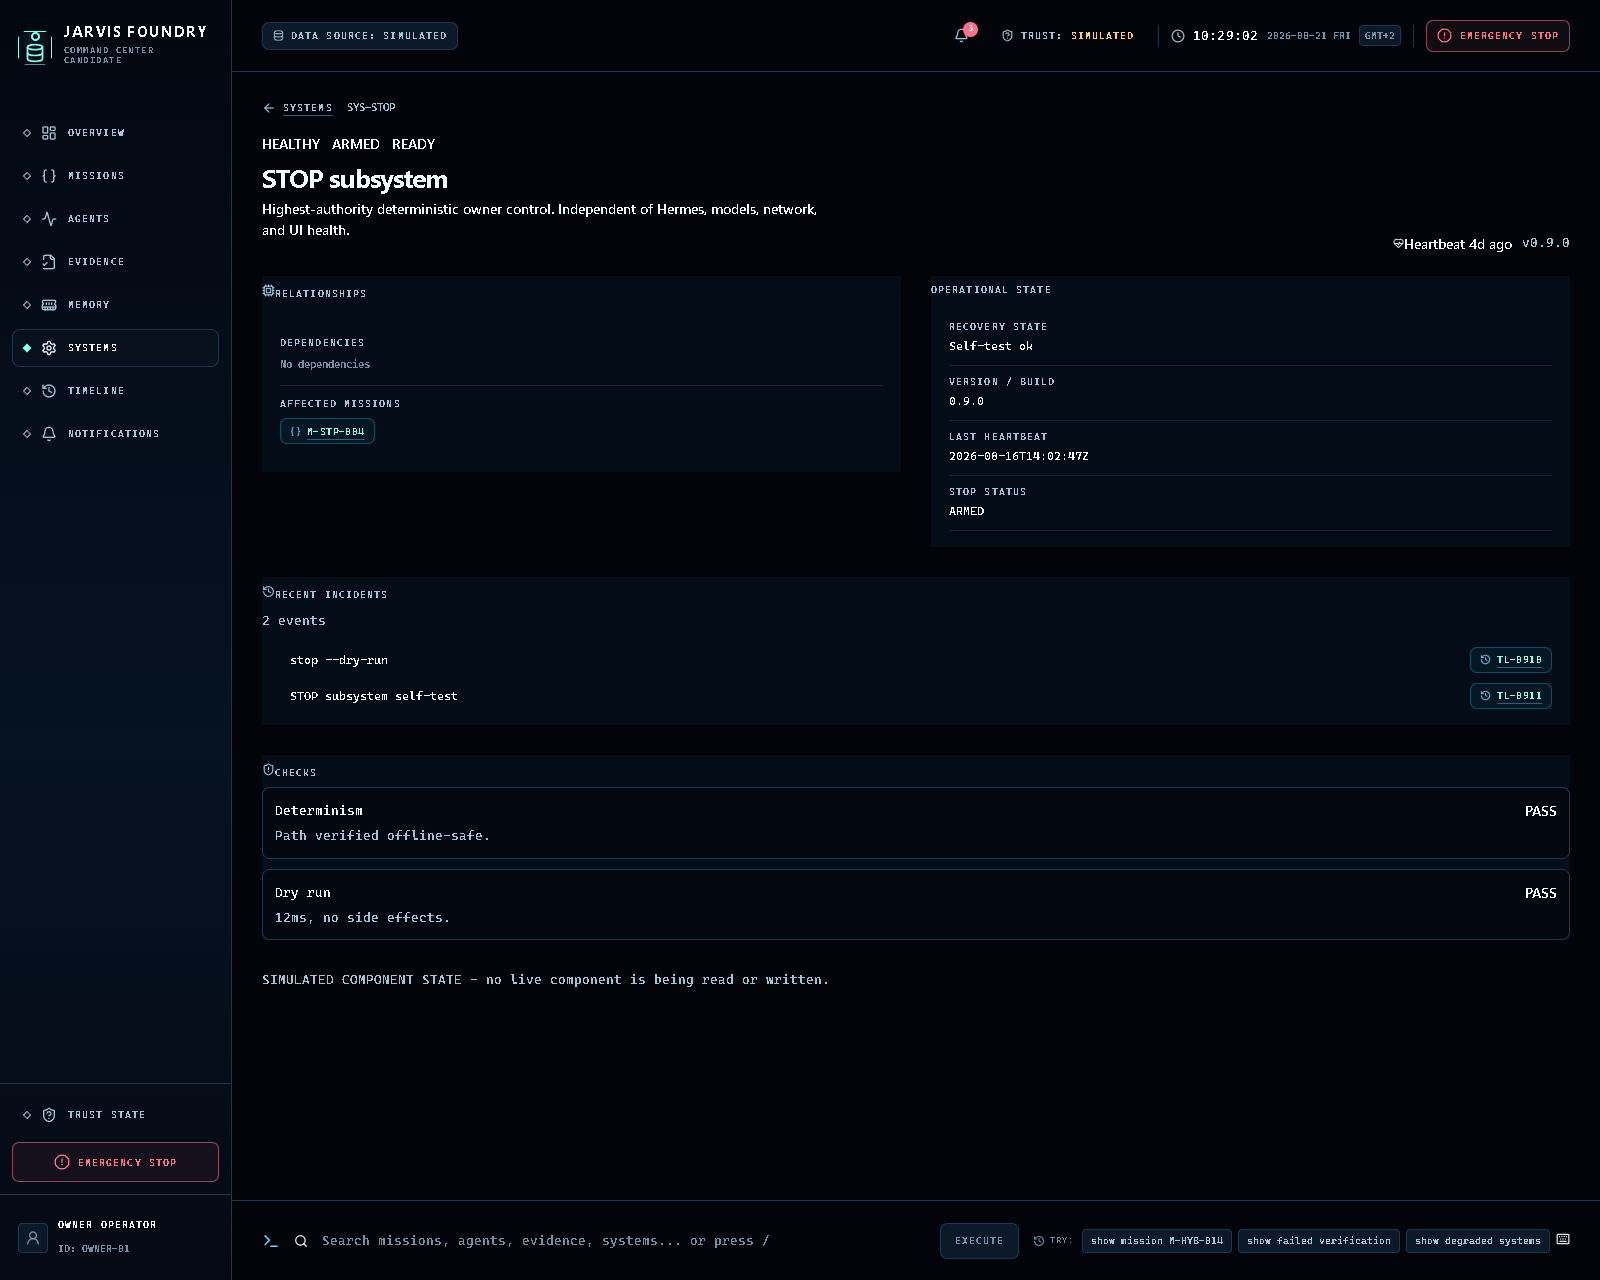 JARVIS FOUNDRY
COMMAND CENTER
CANDIDATE
OVERVIEW
MISSIONS
AGENTS
EVIDENCE
MEMORY
SYSTEMS
TIMELINE
NOTIFICATIONS
TRUST STATE
EMERGENCY STOP
OWNER OPERATOR
ID: OWNER-01
DATA SOURCE: SIMULATED
3
TRUST: SIMULATED
10:29:02 2026-08-21 FRI GMT+2
EMERGENCY STOP
SYSTEMS SYS-STOP
HEALTHY ARMED READY
STOP subsystem
Highest-authority deterministic owner control. Independent of Hermes, models, network,
and UI health.
Heartbeat 4d ago v0.9.0
RELATIONSHIPS
DEPENDENCIES
No dependencies
AFFECTED MISSIONS
{} M-STP-004
OPERATIONAL STATE
RECOVERY STATE
Self-test ok
VERSION / BUILD
0.9.0
LAST HEARTBEAT
2026-08-16T14:02:47Z
STOP STATUS
ARMED
RECENT INCIDENTS
2 events
stop --dry-run TL-0910
STOP subsystem self-test TL-0911
CHECKS
Determinism PASS
Path verified offline-safe.
Dry run PASS
12ms, no side effects.
SIMULATED COMPONENT STATE - no live component is being read or written.
Search missions, agents, evidence, systems... or press /
EXECUTE
TRY: show mission M-HYB-014 show failed verification show degraded systems